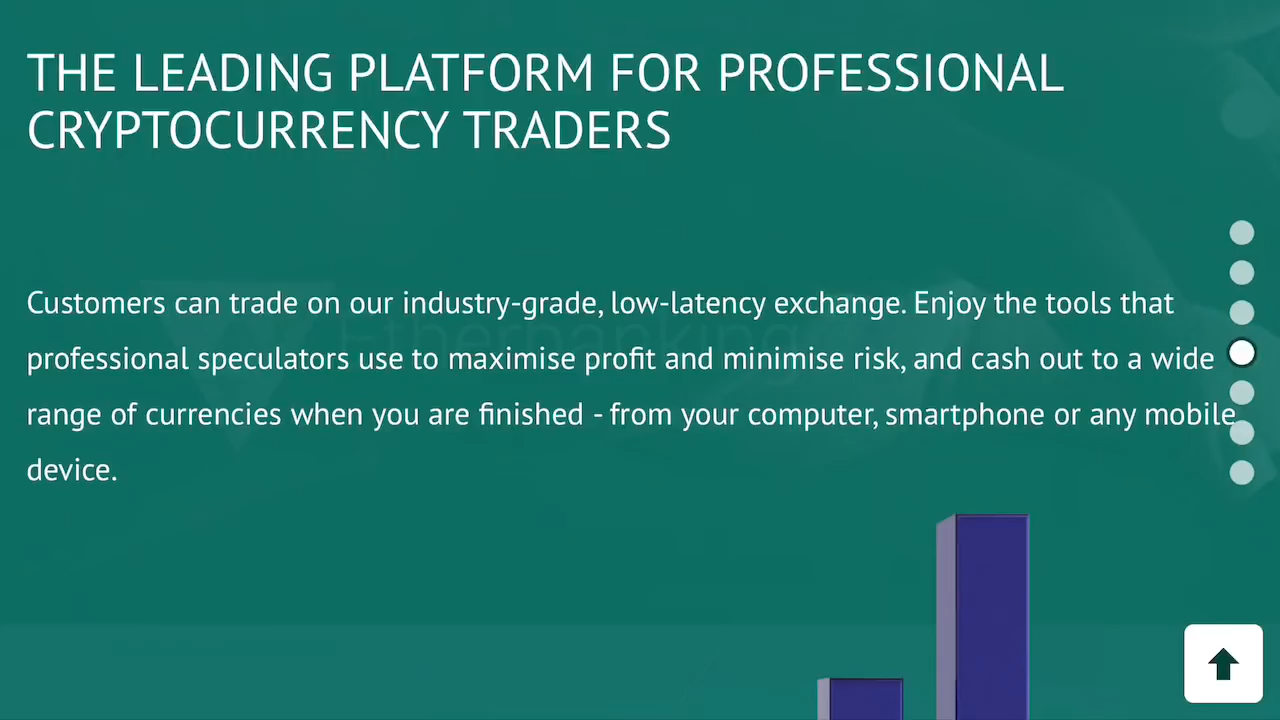 THE LEADING PLATFORM FOR PROFESSIONAL
CRYPTOCURRENCY TRADERS
Customers can trade on our industry-grade, low-latency exchange. Enjoy the tools that
Etherbanking
professional speculators use to maximise profit and minimise risk, and cash out to a wide
range of currencies when you are finished - from your computer, smartphone or any mobile
device.